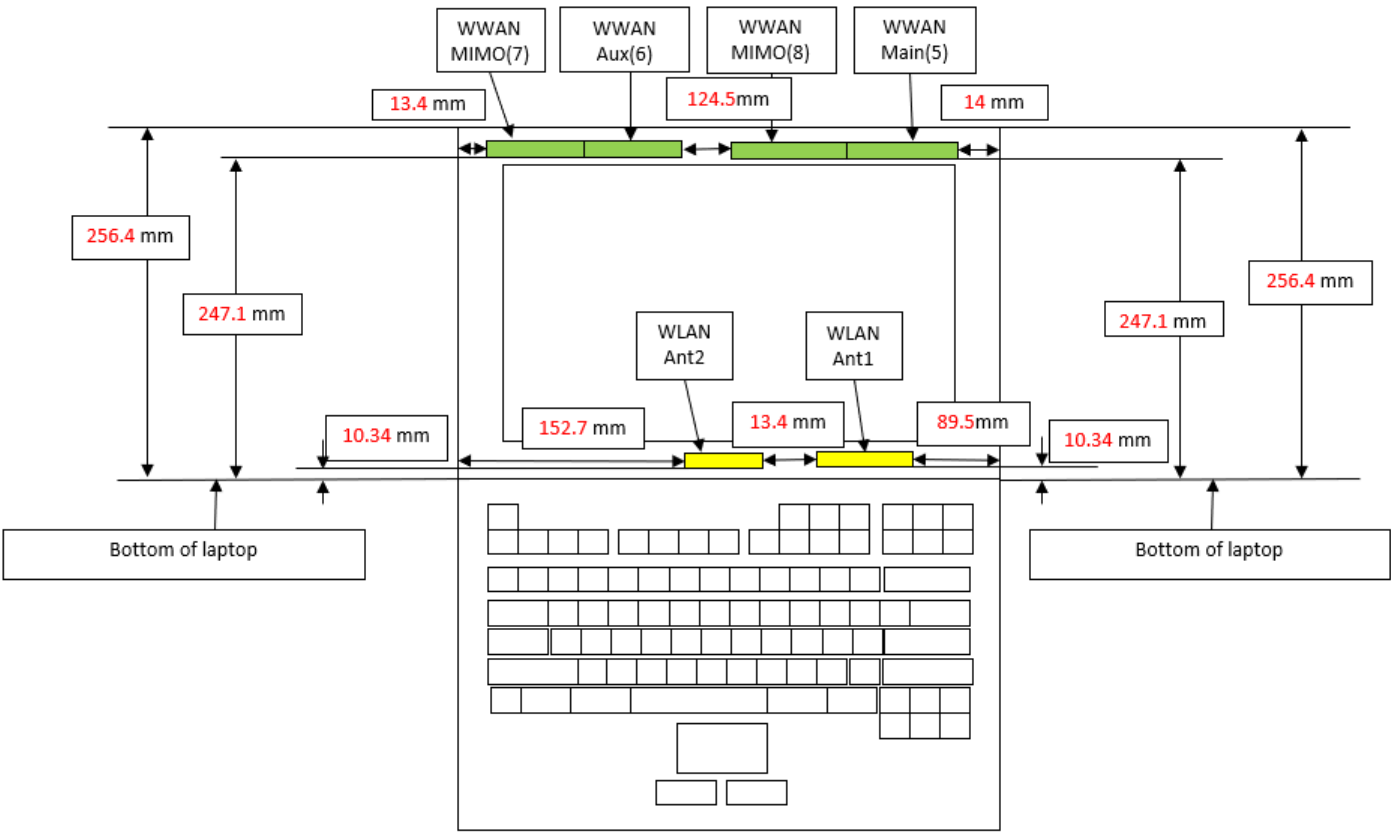 WWAN
MIMO(7)
WWAN
Aux(6)
WWAN
MIMO(8)
WWAN
Main(5)
13.4 mm
124.5mm
14 mm
256.4 mm
247.1 mm
256.4 mm
247.1 mm
WLAN
Ant2
WLAN
Ant1
10.34 mm
152.7 mm
13.4 mm
89.5mm
10.34 mm
Bottom of laptop
Bottom of laptop